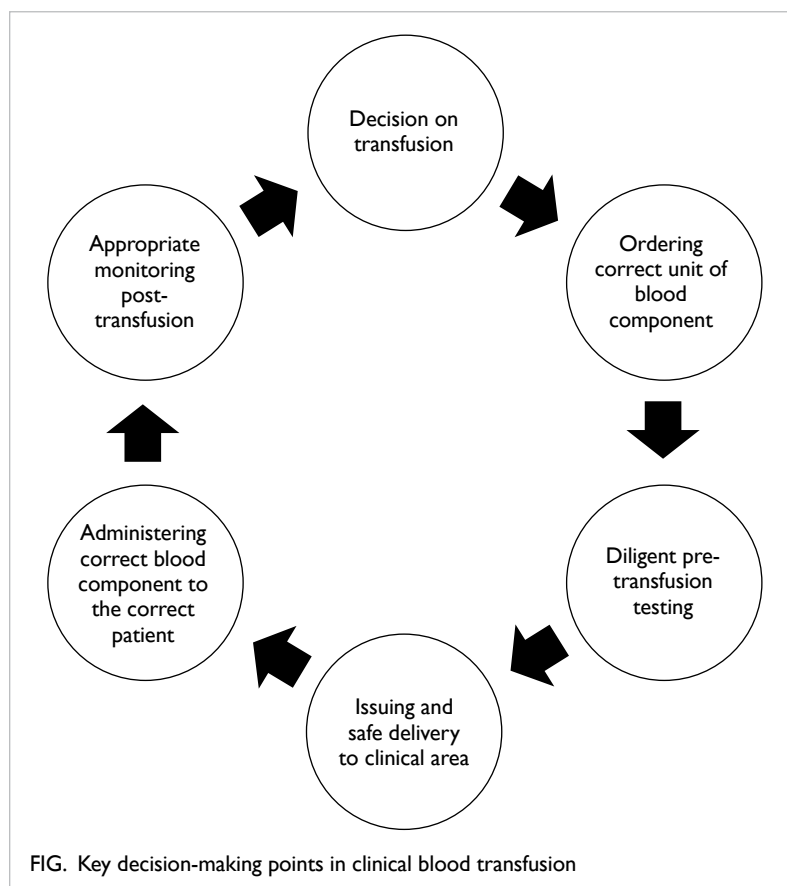 Decision on
transfusion
Ordering
correct unit of
blood
component
Diligent pre-
transfusion
testing
Issuing and
safe delivery
to clinical area
Administering
correct blood
component to
the correct
patient
Appropriate
monitoring
post-
transfusion
FIG. Key decision-making points in clinical blood transfusion